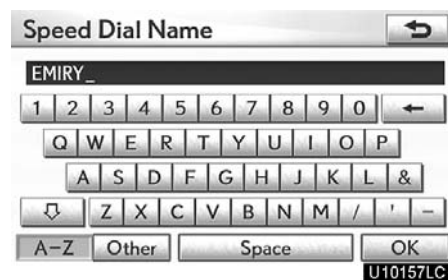 Speed Dial Name
EMIRY_
1 2 3 4 5 6 7 8 9 0 ←
Q W E R T Y U I O P
A S D F G H J K L &
⇩ Z X C V B N M / ' –
A–Z Other Space OK
U10157LC